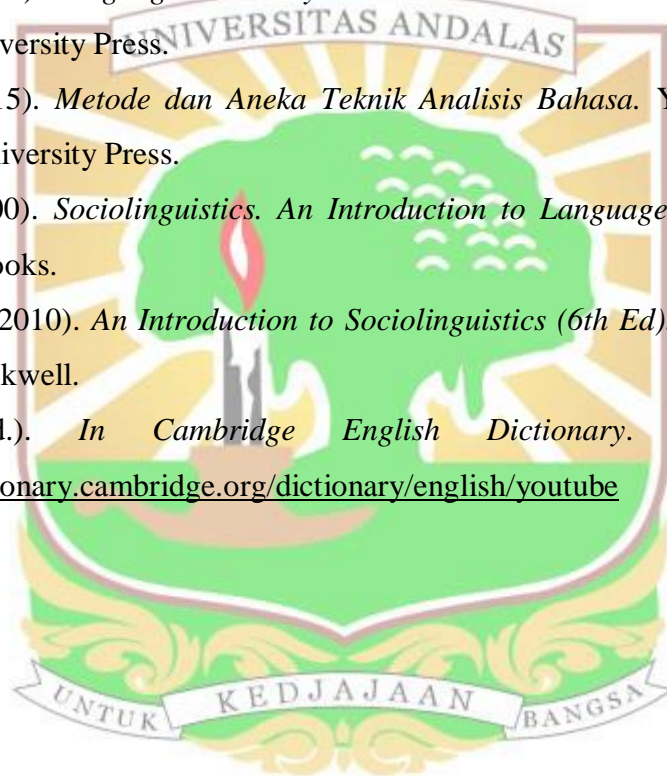 UNIVERSITAS ANDALAS
versity Press.
15). Metode dan Aneka Teknik Analisis Bahasa.
iversity Press.
00). Sociolinguistics. An Introduction to Language
ooks.
2010). An Introduction to Sociolinguistics (6th Ed).
kwell.
d.). In Cambridge English Dictionary.
onary.cambridge.org/dictionary/english/youtube
UNTUK KEDJAJAAN BANGSA